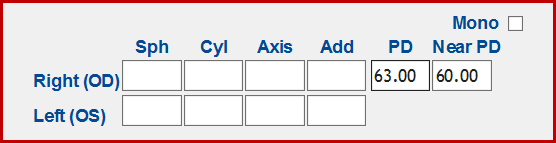 Mono
Sph Cyl Axis Add PD Near PD
Right (OD) 63.00 60.00
Left (OS)